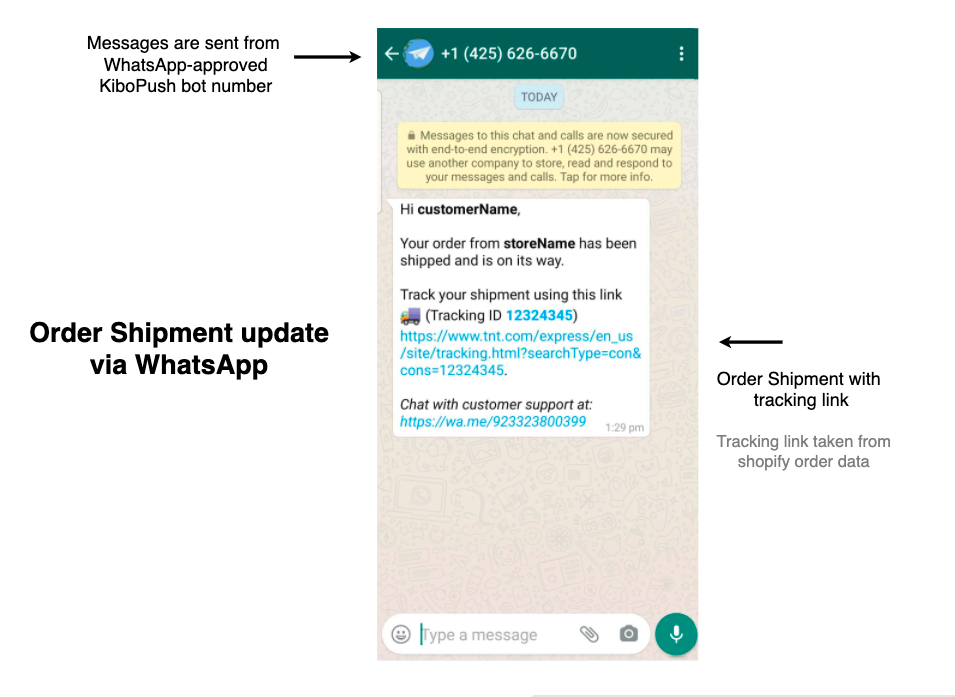 Messages are sent from
WhatsApp-approved
KiboPush bot number
+1 (425) 626-6670
TODAY
Messages to this chat and calls are now secured
with end-to-end encryption. +1 (425) 626-6670 may
use another company to store, read and respond to
your messages and calls. Tap for more info.
Hi customerName,
Your order from storeName has been
shipped and is on its way.
Track your shipment using this link
(Tracking ID 12324345)
https://www.tnt.com/express/en_us
/site/tracking.html?searchType=con&
cons=12324345.
Chat with customer support at:
https://wa.me/923323800399
1:29 pm
Order Shipment update
via WhatsApp
Order Shipment with
tracking link
Tracking link taken from
shopify order data
Type a message